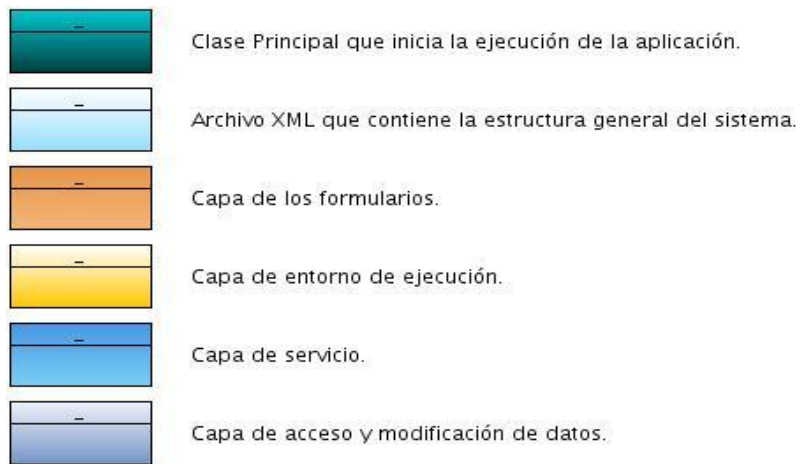 Clase Principal que inicia la ejecución de la aplicación.
Archivo XML que contiene la estructura general del sistema.
Capa de los formularios.
Capa de entorno de ejecución.
Capa de servicio.
Capa de acceso y modificación de datos.